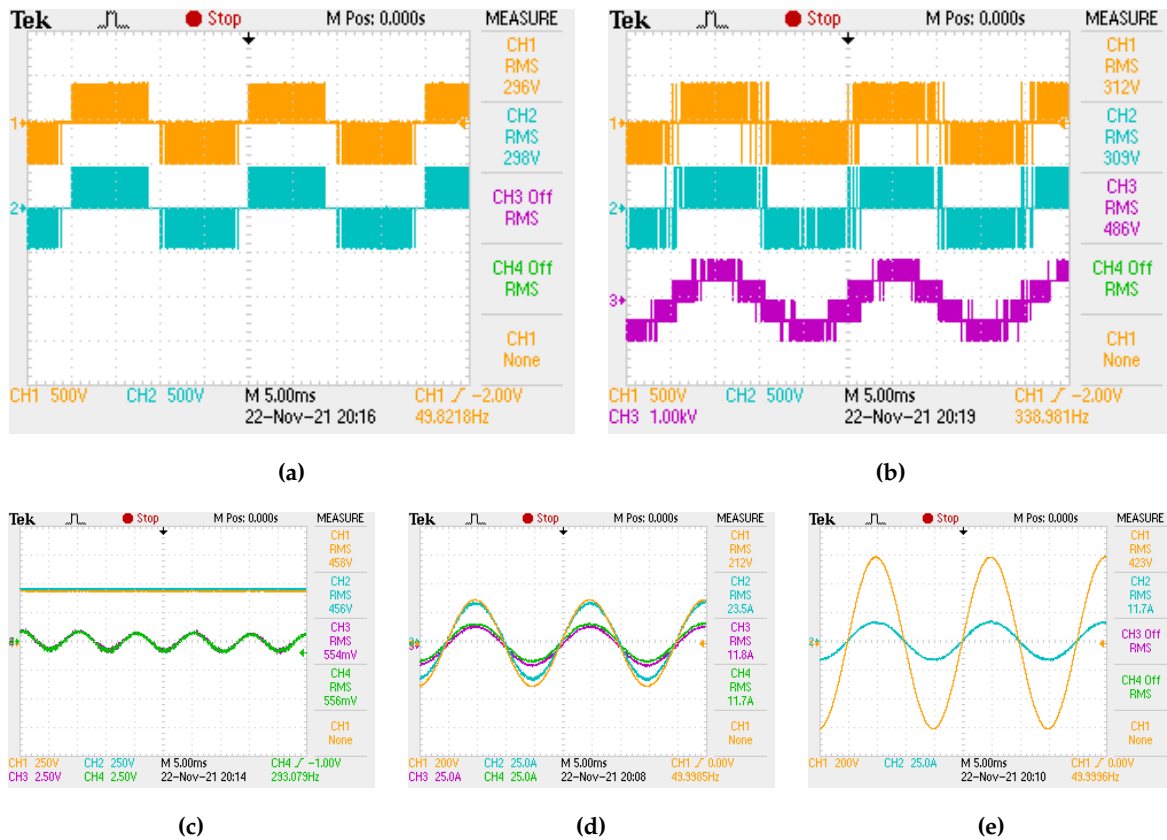 Tek Stop M Pos: 0.000s MEASURE
CH1
RMS
296V
CH2
RMS
298V
CH3 Off
RMS
CH4 Off
RMS
CH1
None
1
2
CH1 500V CH2 500V M 5.00ms CH1 -2.00V
22-Nov-21 20:16 49.8218Hz
(a)
Tek Stop M Pos: 0.000s MEASURE
CH1
RMS
312V
CH2
RMS
309V
CH3
RMS
486V
CH4 Off
RMS
CH1
None
1
2
3
CH1 500V CH2 500V M 5.00ms CH1 -2.00V
CH3 1.00kV 22-Nov-21 20:19 338.981Hz
(b)
Tek Stop M Pos: 0.000s MEASURE
CH1
RMS
458V
CH2
RMS
456V
CH3
RMS
554mV
CH4
RMS
556mV
CH1
None
CH1 250V CH2 250V M 5.00ms CH4 -1.00V
CH3 2.50V CH4 2.50V 22-Nov-21 20:14 293.079Hz
(c)
Tek Stop M Pos: 0.000s MEASURE
CH1
RMS
212V
CH2
RMS
23.5A
CH3
RMS
11.8A
CH4
RMS
11.7A
CH1
None
CH1 200V CH2 25.0A M 5.00ms CH1 0.00V
CH3 25.0A CH4 25.0A 22-Nov-21 20:08 49.9985Hz
(d)
Tek Stop M Pos: 0.000s MEASURE
CH1
RMS
423V
CH2
RMS
11.7A
CH3 Off
RMS
CH4 Off
RMS
CH1
None
CH1 200V CH2 25.0A M 5.00ms CH1 0.00V
22-Nov-21 20:10 49.9996Hz
(e)